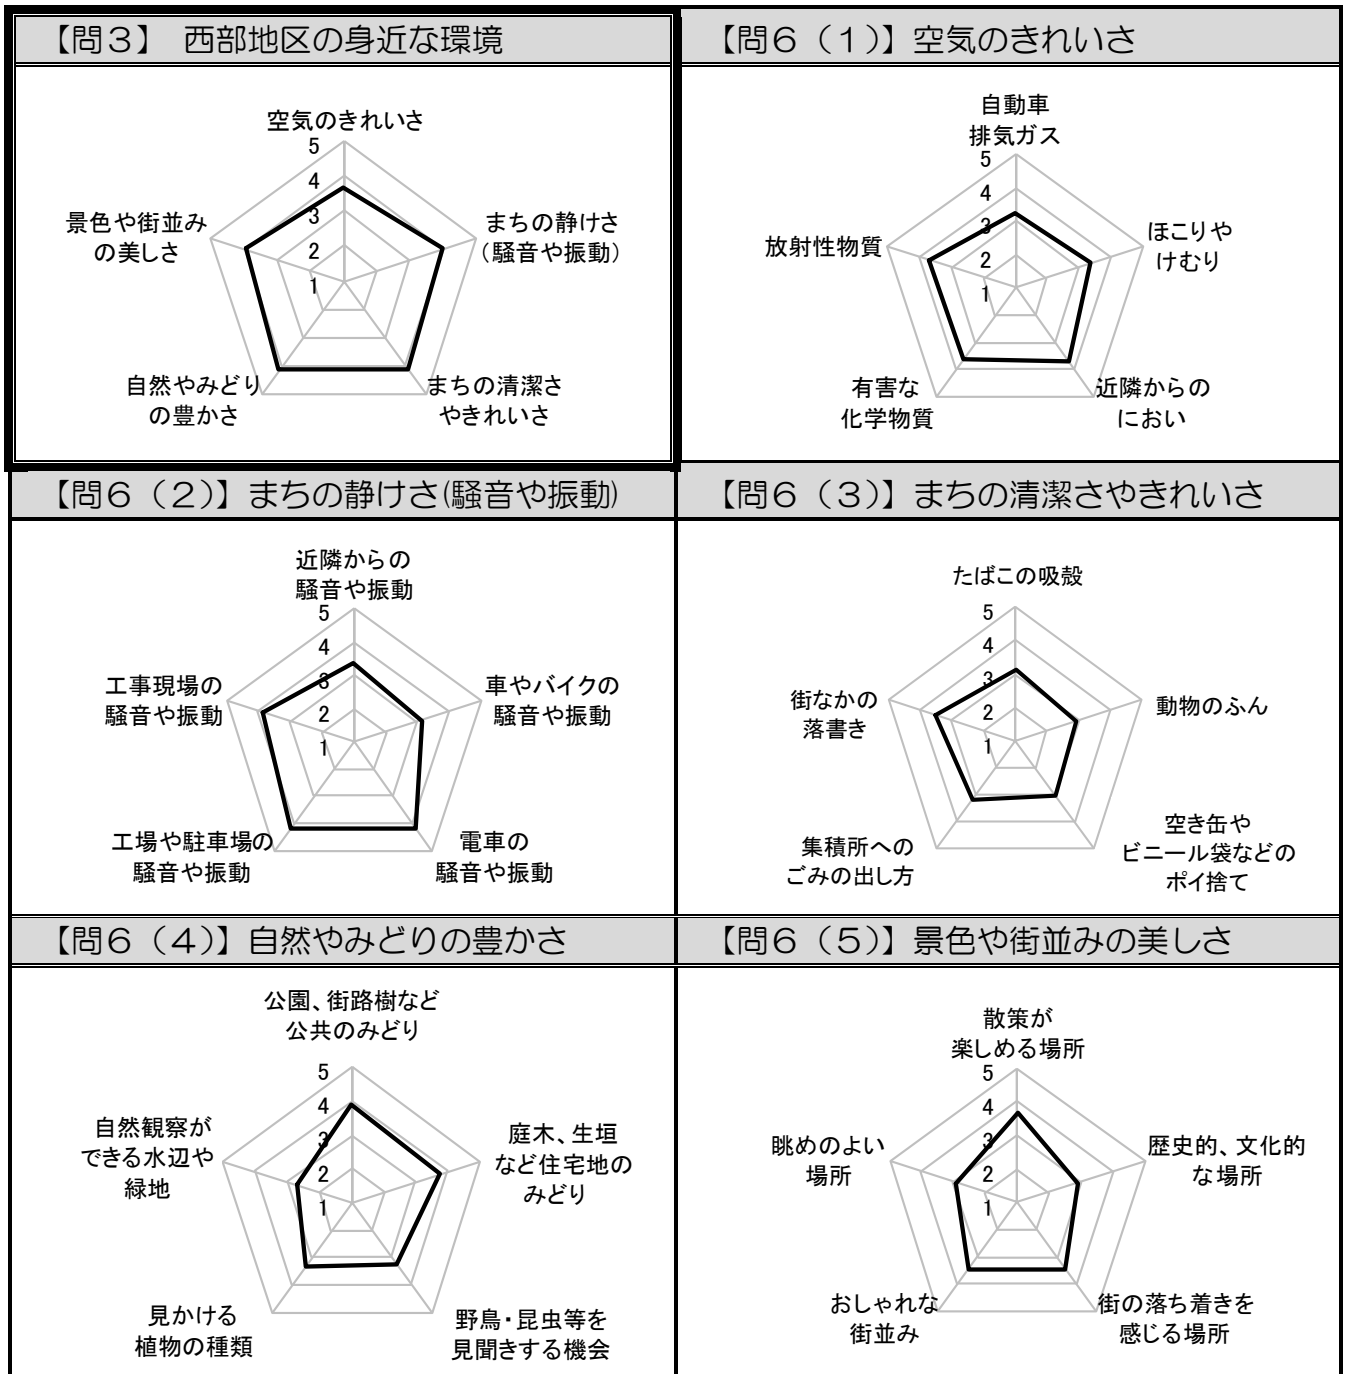 【問3】 西部地区の身近な環境
空気のきれいさ
5
4
3
2
1
景色や街並み
の美しさ
まちの静けさ
(騒音や振動)
自然やみどり
の豊かさ
まちの清潔さ
やきれいさ
【問6(1)】空気のきれいさ
自動車
排気ガス
5
4
3
2
1
放射性物質
ほこりや
けむり
有害な
化学物質
近隣からの
におい
【問6(2)】まちの静けさ(騒音や振動)
近隣からの
騒音や振動
5
4
3
2
1
工事現場の
騒音や振動
車やバイクの
騒音や振動
工場や駐車場の
騒音や振動
電車の
騒音や振動
【問6(3)】まちの清潔さやきれいさ
たばこの吸殻
5
4
3
2
1
街なかの
落書き
動物のふん
集積所への
ごみの出し方
空き缶や
ビニール袋などの
ポイ捨て
【問6(4)】自然やみどりの豊かさ
公園、街路樹など
公共のみどり
5
4
3
2
1
自然観察が
できる水辺や
緑地
庭木、生垣
など住宅地の
みどり
見かける
植物の種類
野鳥・昆虫等を
見聞きする機会
【問6(5)】景色や街並みの美しさ
散策が
楽しめる場所
5
4
3
2
1
眺めのよい
場所
歴史的、文化的
な場所
おしゃれな
街並み
街の落ち着きを
感じる場所